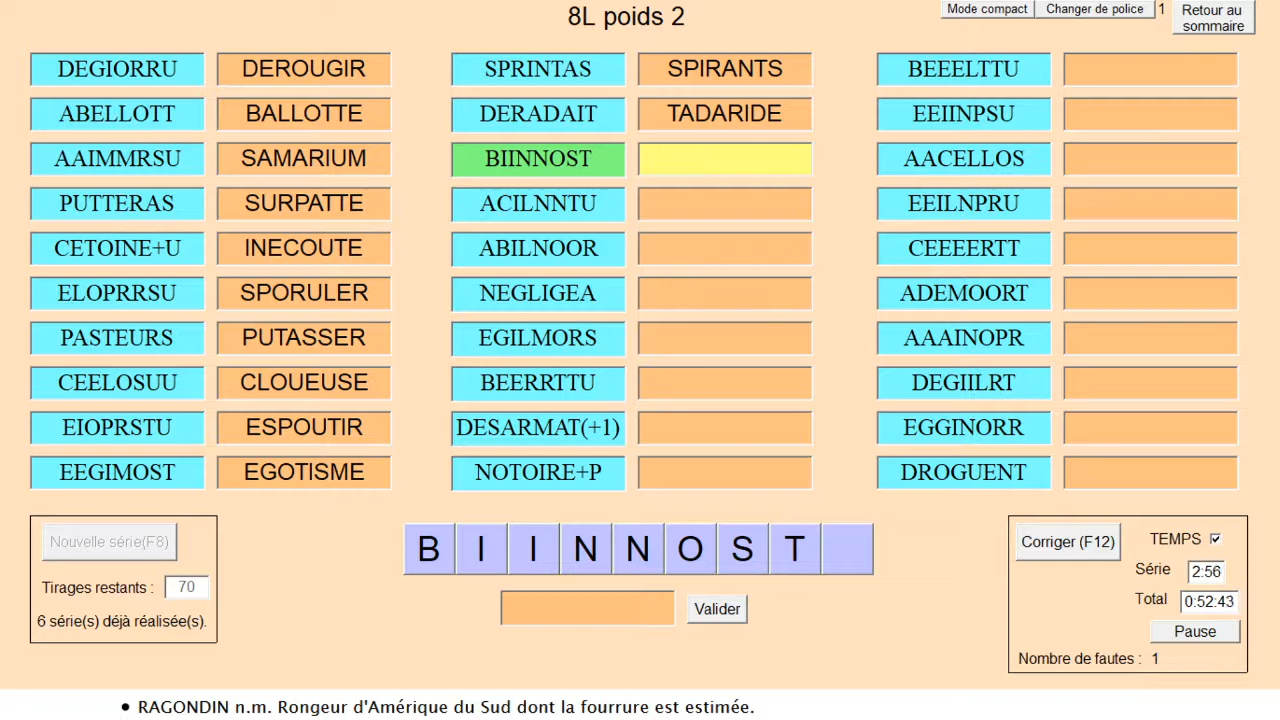 8L poids 2
Mode compact Changer de police 1 Retour au sommaire
DEGIORRU DEROUGIR SPRINTAS SPIRANTS BEEELTTU
ABELLOTT BALLOTTE DERADAIT TADARIDE EEIINPSU
AAIMMRSU SAMARIUM BIINNOST AACELLOS
PUTTERAS SURPATTE ACILNNTU EEILNPRU
CETOINE+U INECOUTE ABILNOOR CEEEERTT
ELOPRRSU SPORULER NEGLIGEA ADEMOORT
PASTEURS PUTASSER EGILMORS AAAINOPR
CEELOSUU CLOUEUSE BEERRTTU DEGIILRT
EIOPRSTU ESPOUTIR DESARMAT(+1) EGGINORR
EEGIMOST EGOTISME NOTOIRE+P DROGUENT
Nouvelle série(F8)
Tirages restants : 70
6 série(s) déjà réalisée(s).
B I I N N O S T
Valider
Corriger (F12) TEMPS
Série 2:56
Total 0:52:43
Pause
Nombre de fautes : 1
• RAGONDIN n.m. Rongeur d'Amérique du Sud dont la fourrure est estimée.